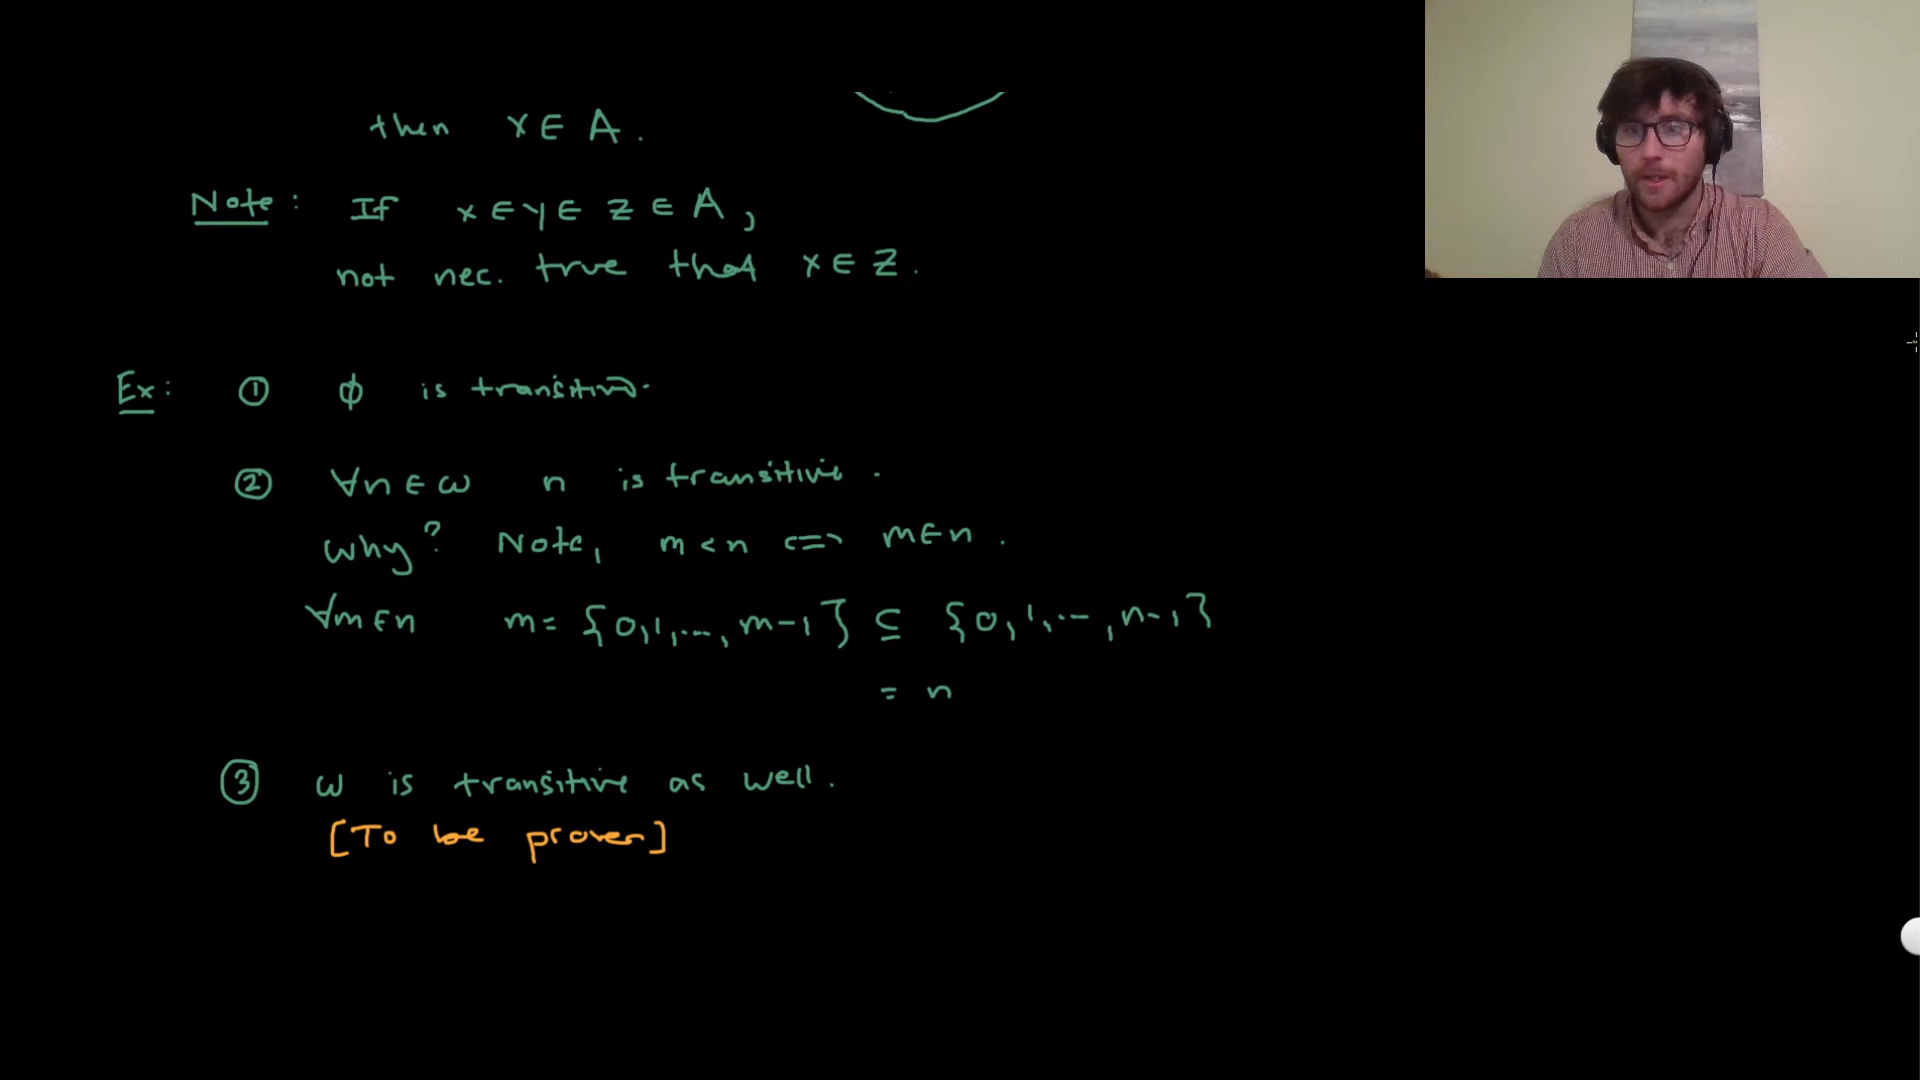 then x ∈ A.
Note: If x ∈ y ∈ z ∈ A,
not nec. true that x ∈ z.
Ex: ① ϕ is transitive.
② ∀n ∈ ω n is transitive.
Why? Note, m < n <=> m ∈ n.
∀m ∈ n m = {0, 1, ..., m-1} ⊆ {0, 1, ..., n-1}
= n
③ ω is transitive as well.
[To be proven]